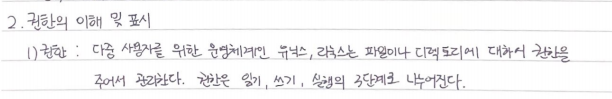 2. 권한의 이해 및 표시
1) 권한 : 다중 사용자를 위한 운영체계인 유닉스, 리눅스는 파일이나 디렉토리에 대하여 권한을
주어서 관리한다. 권한은 읽기, 쓰기, 실행의 3단계로 나누어진다.